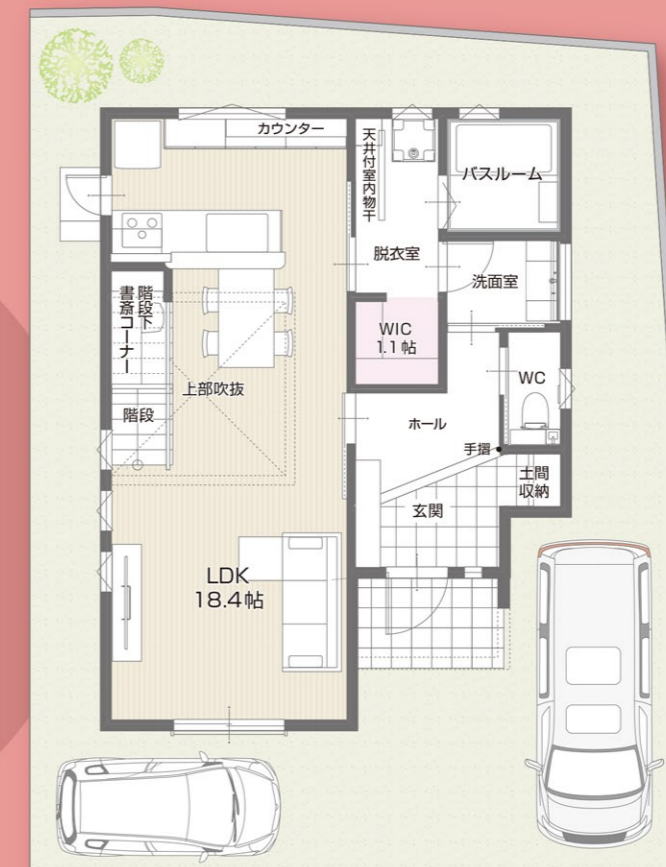 カウンター
天井付室内物干
バスルーム
脱衣室
洗面室
階段下
書斎コーナー
WIC
1.1帖
WC
上部吹抜
階段
ホール
手摺
土間
収納
玄関
LDK
18.4帖